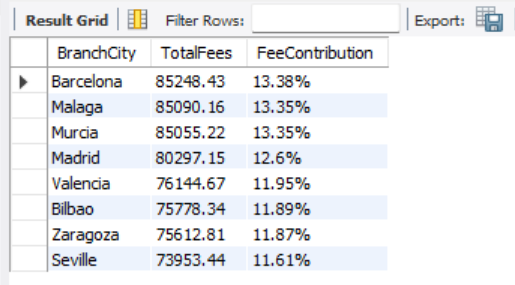 Result Grid Filter Rows: Export:
BranchCity TotalFees FeeContribution
Barcelona 85248.43 13.38%
Malaga 85090.16 13.35%
Murcia 85055.22 13.35%
Madrid 80297.15 12.6%
Valencia 76144.67 11.95%
Bilbao 75778.34 11.89%
Zaragoza 75612.81 11.87%
Seville 73953.44 11.61%